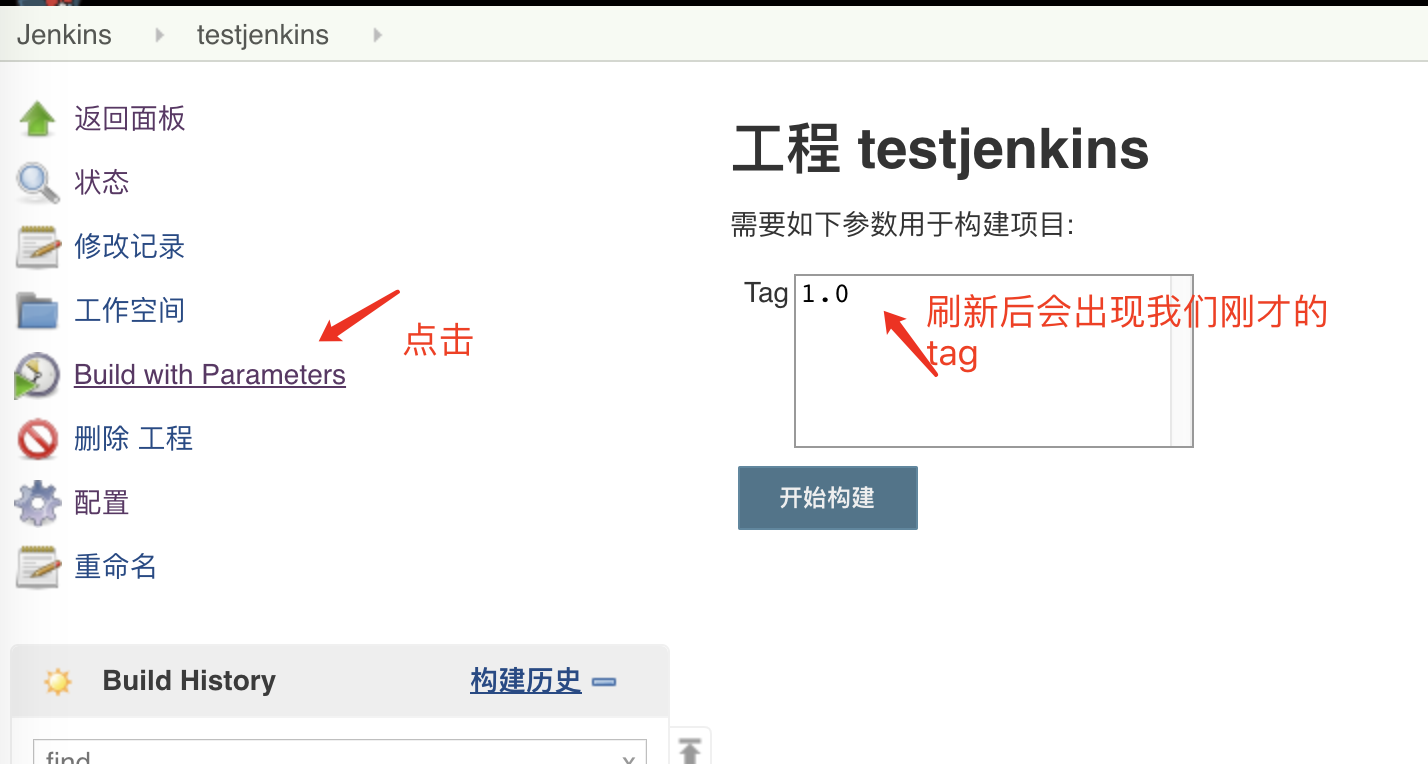 Jenkins testjenkins
返回面板
状态
修改记录
工作空间
点击
Build with Parameters
删除 工程
配置
重命名
Build History 构建历史
find x
工程 testjenkins
需要如下参数用于构建项目:
Tag 1.0
刷新后会出现我们刚才的
tag
开始构建